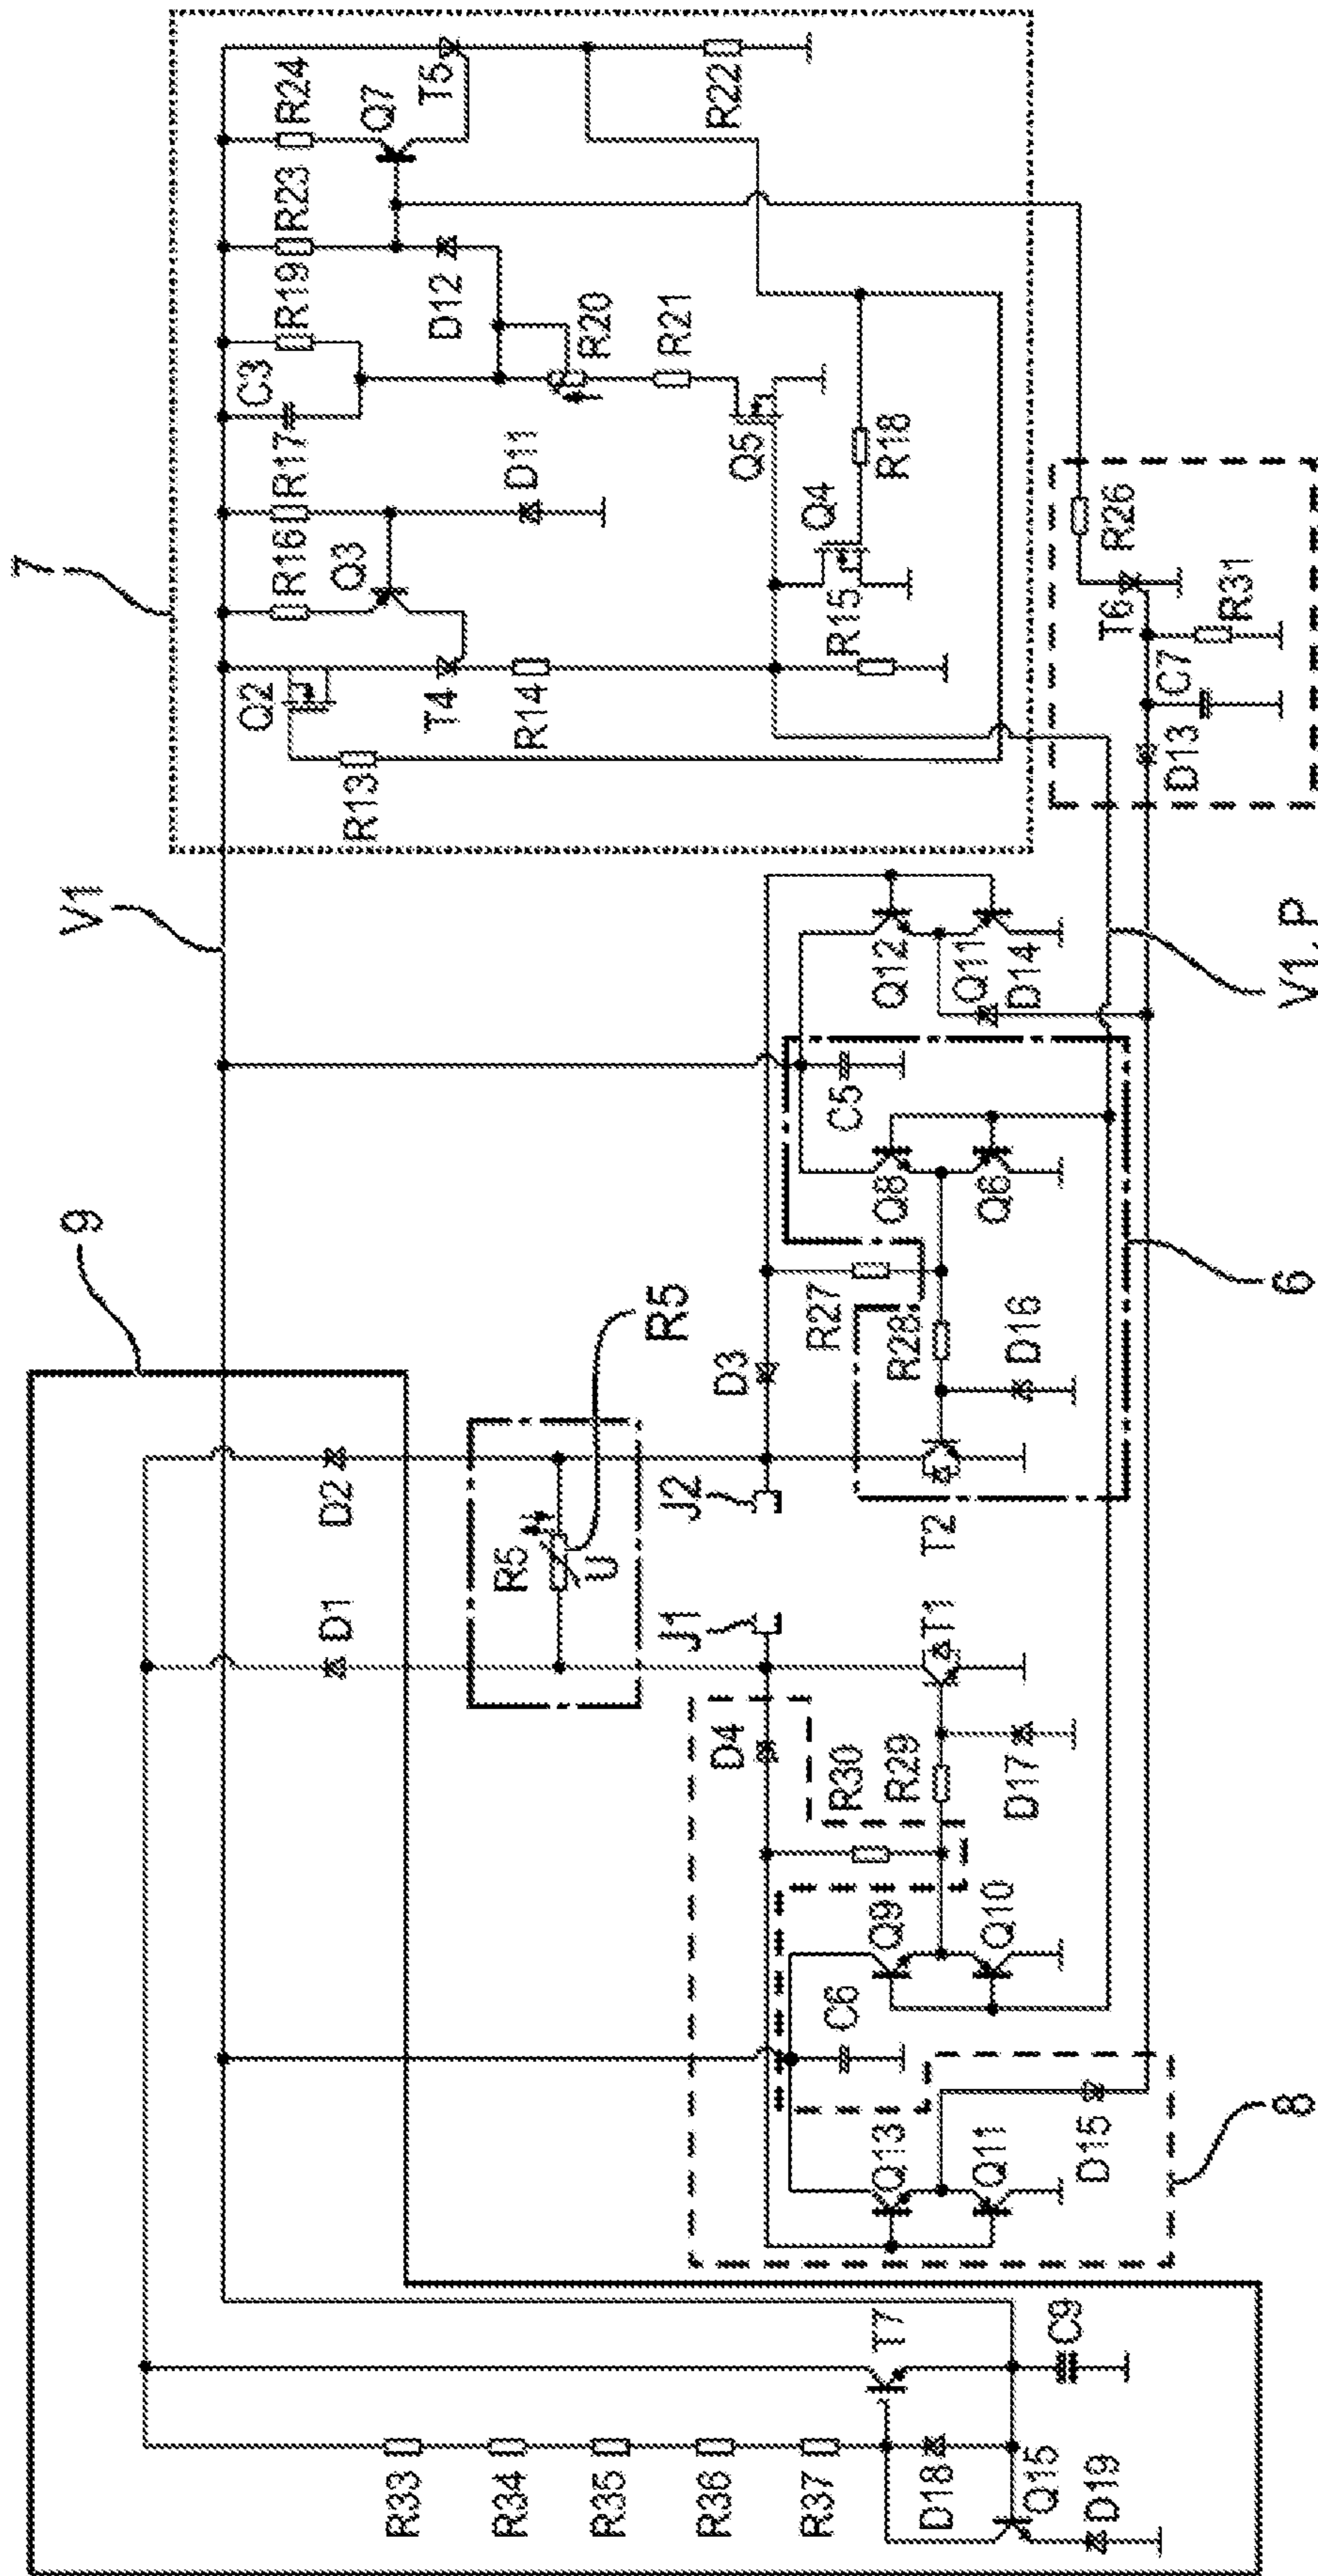 9
V1
7
R5
R33
R34
R35
R36
R37
D18
Q15
D19
T7
C9
D1
D2
R5
U
J1
J2
D4
D3
R30
R29
D17
T1
T2
R27
R28
D16
Q9
Q10
C6
Q13
Q11
D15
8
C5
Q8
Q6
6
Q12
Q11
D14
V1, P
R13
Q2
T4
R14
R15
R16
Q3
R17
D11
C3
R19
R23
R24
Q7
T5
D12
R20
R21
Q5
Q4
R18
R22
D13
C7
T6
R31
R26